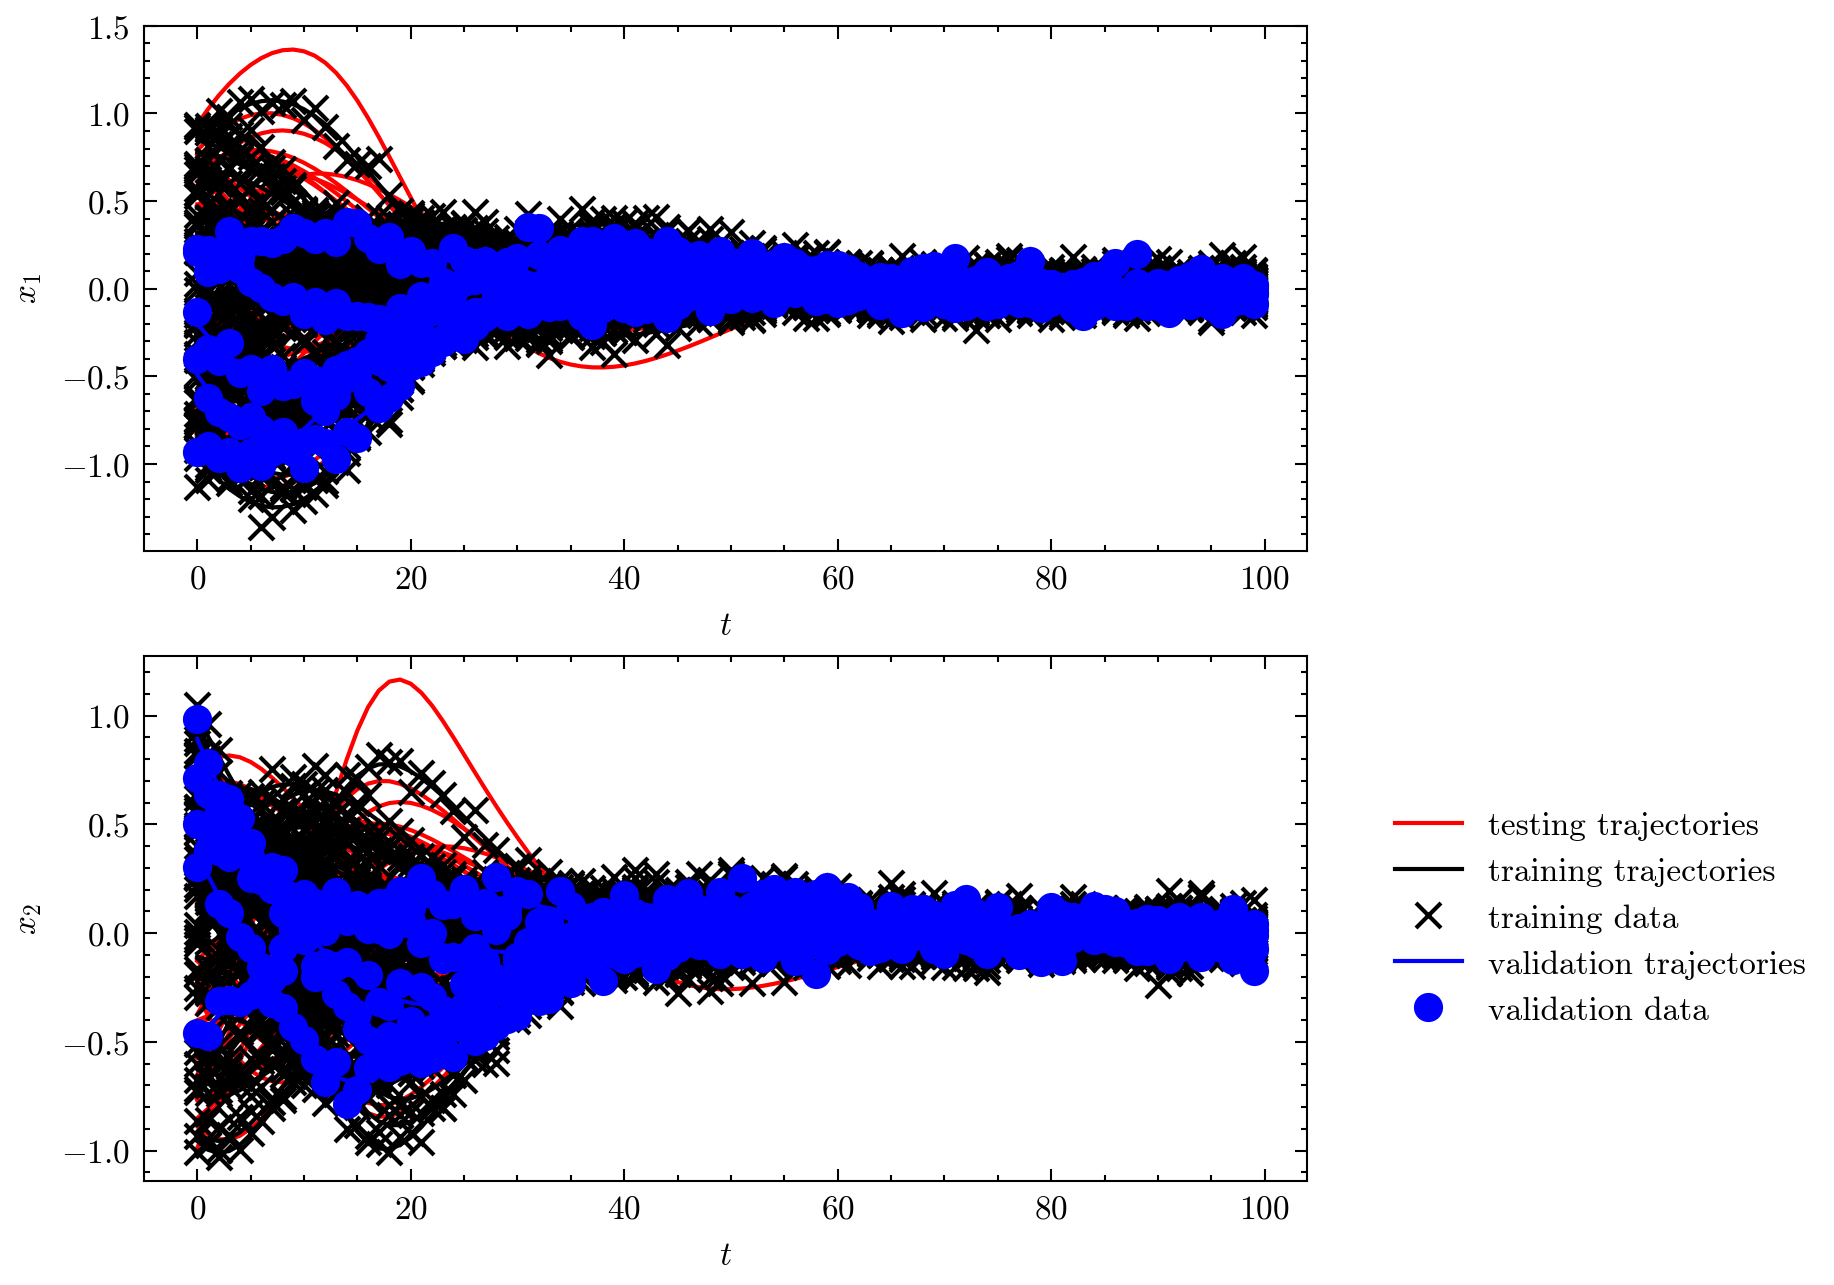 1.5
1.0
0.5
0.0
−0.5
−1.0
x₁
0 20 40 60 80 100
t
1.0
0.5
0.0
−0.5
−1.0
x₂
0 20 40 60 80 100
t
testing trajectories
training trajectories
training data
validation trajectories
validation data